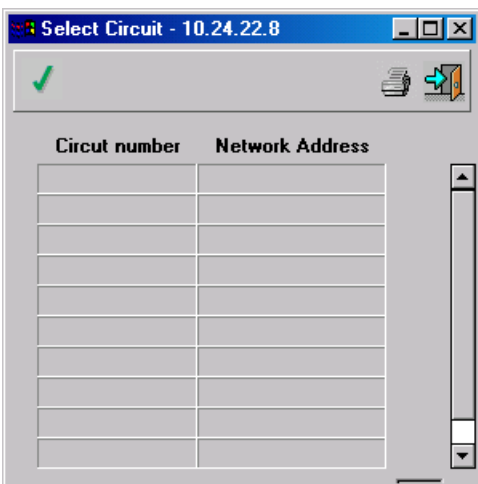 Select Circuit - 10.24.22.8
Circut number Network Address